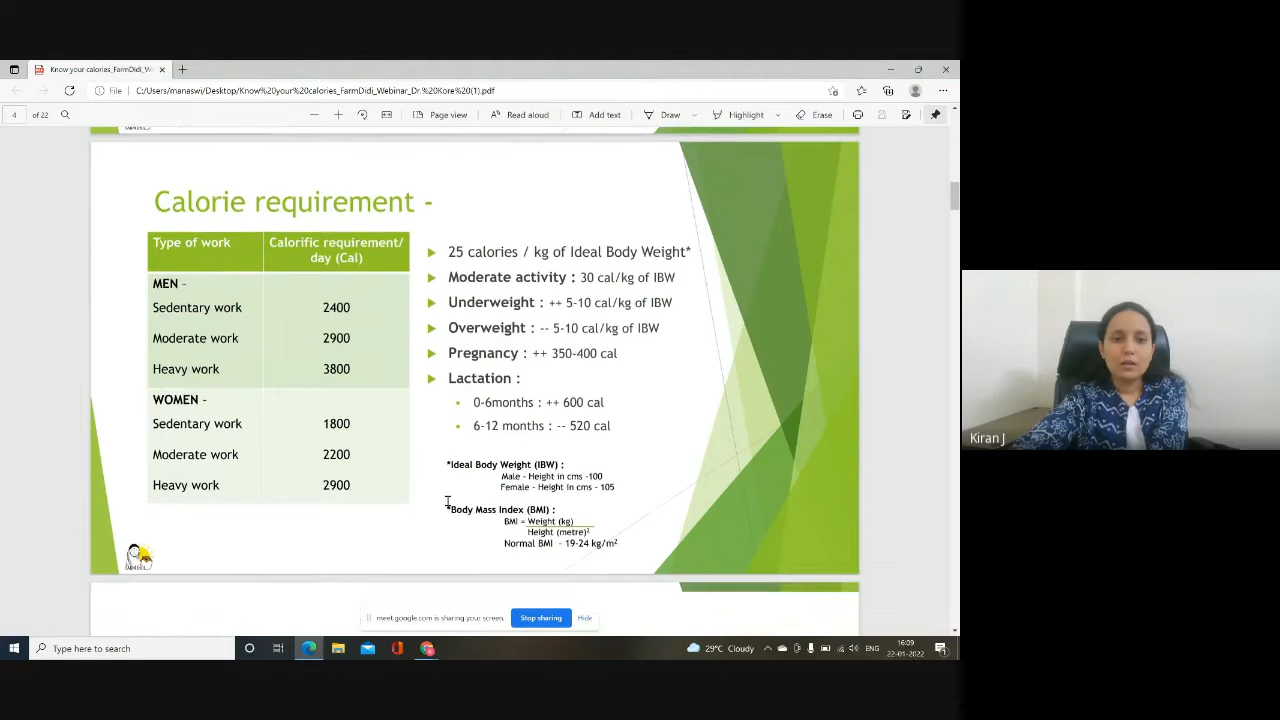 Know your calories_FarmDidi_We
File
C:/Users/manaswi/Desktop/Know%20your%20calories_FarmDidi_Webinar_Dr.%20Kore%20(1).pdf
4 of 22
Page view
Read aloud
Add text
Draw
Highlight
Erase
Calorie requirement -
Type of work
Calorific requirement/
day (Cal)
MEN –
Sedentary work 2400
Moderate work 2900
Heavy work 3800
WOMEN –
Sedentary work 1800
Moderate work 2200
Heavy work 2900
25 calories / kg of Ideal Body Weight*
Moderate activity : 30 cal/kg of IBW
Underweight : ++ 5-10 cal/kg of IBW
Overweight : -- 5-10 cal/kg of IBW
Pregnancy : ++ 350-400 cal
Lactation :
0-6months : ++ 600 cal
6-12 months : -- 520 cal
*Ideal Body Weight (IBW) :
Male - Height in cms -100
Female - Height in cms - 105
*Body Mass Index (BMI) :
BMI = Weight (kg)
Height (metre)²
Normal BMI - 19-24 kg/m²
meet.google.com is sharing your screen.
Stop sharing
Hide
Kiran J
Type here to search
29°C Cloudy
ENG
16:09
22-01-2022